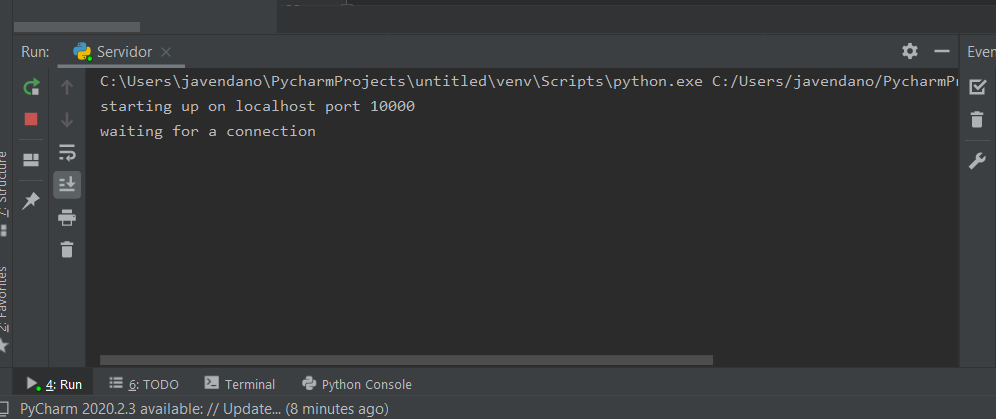 Run:
Servidor
Even
C:\Users\javendano\PycharmProjects\untitled\venv\Scripts\python.exe C:/Users/javendano/PycharmPr
starting up on localhost port 10000
waiting for a connection
7: Structure
2: Favorites
4: Run
6: TODO
Terminal
Python Console
PyCharm 2020.2.3 available: // Update... (8 minutes ago)